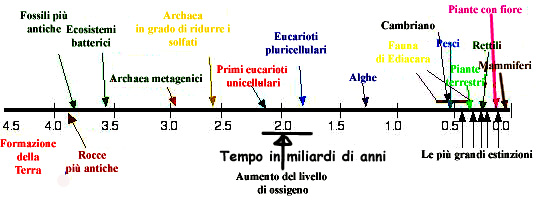 Fossili più
antiche
Ecosistemi
batterici
Archaea
in grado di ridurre i
solfati
Archaea metagenici
Primi eucarioti
unicellulari
Eucarioti
pluricellulari
Alghe
Cambriano
Fauna
di Ediacara
Pesci
Piante
terrestri
Piante con fiore
Rettili
Mammiferi
4.5 4.0 3.5 3.0 2.5 2.0 1.5 1.0 0.5 0.0
Formazione
della
Terra
Rocce
più antiche
Tempo in miliardi di anni
Aumento del livello
di ossigeno
Le più grandi estinzioni